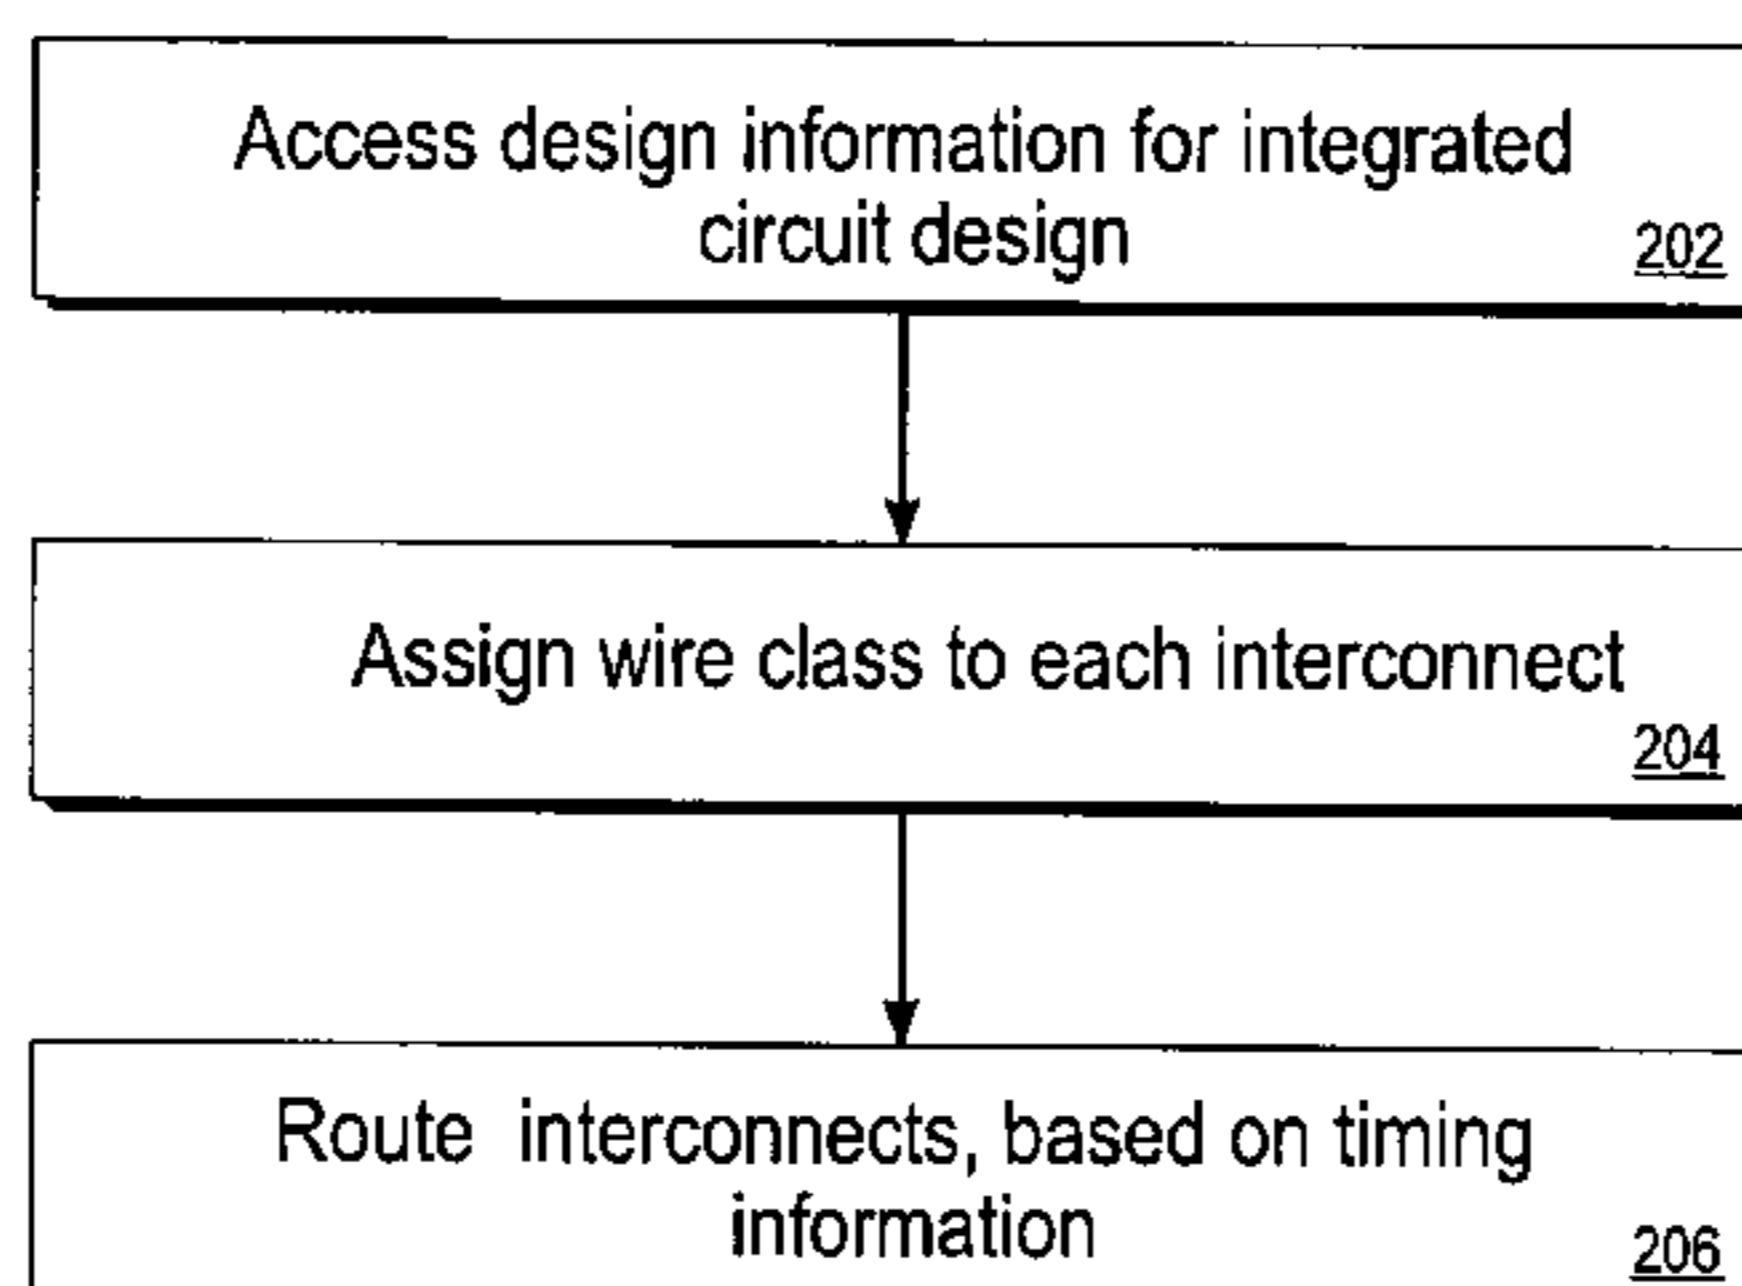 Access design information for integrated
circuit design
202
Assign wire class to each interconnect
204
Route interconnects, based on timing
information
206